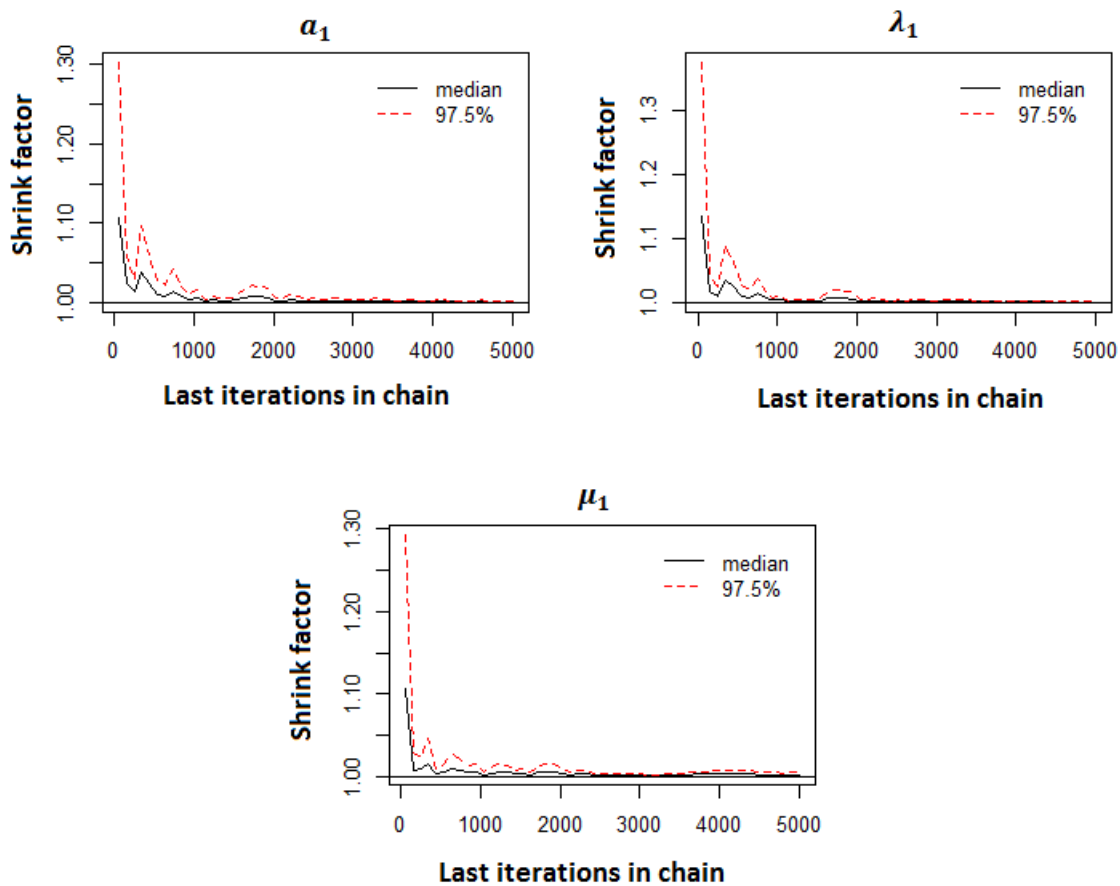 a₁
Shrink factor
1.00 1.10 1.20 1.30
median
97.5%
0 1000 2000 3000 4000 5000
Last iterations in chain
λ₁
Shrink factor
1.0 1.1 1.2 1.3
median
97.5%
0 1000 2000 3000 4000 5000
Last iterations in chain
μ₁
Shrink factor
1.00 1.10 1.20 1.30
median
97.5%
0 1000 2000 3000 4000 5000
Last iterations in chain